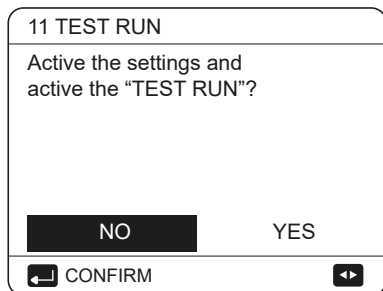 11 TEST RUN
Active the settings and
active the “TEST RUN”?
NO YES
CONFIRM